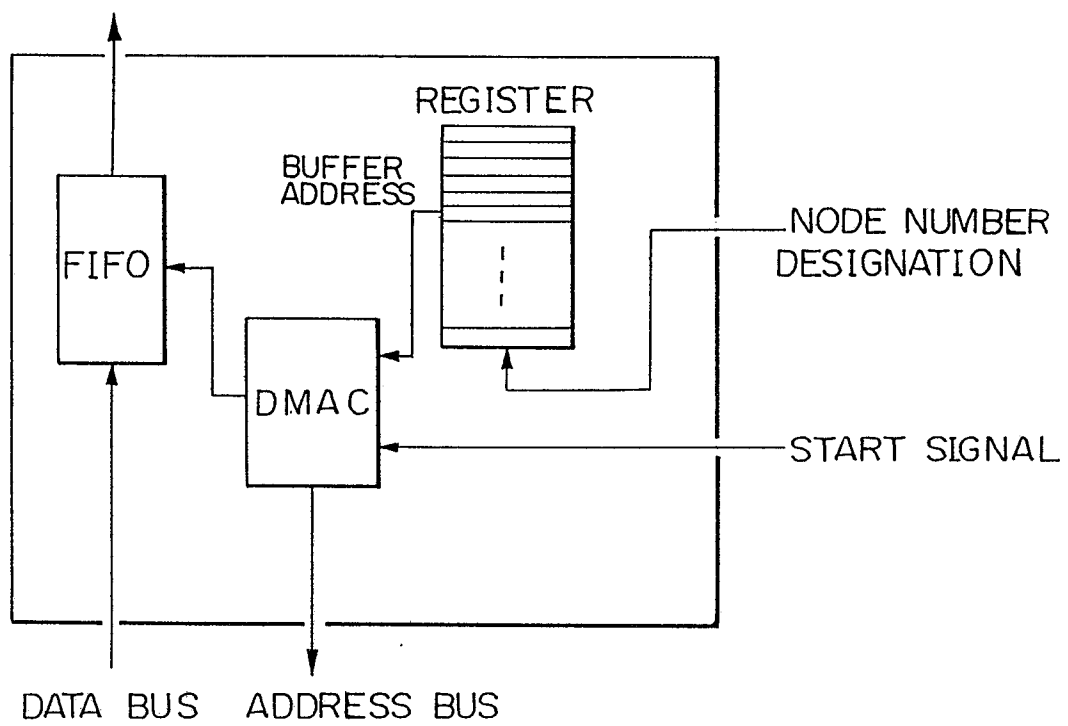 REGISTER
BUFFER
ADDRESS
NODE NUMBER
DESIGNATION
FIFO
DMAC
START SIGNAL
DATA BUS
ADDRESS BUS